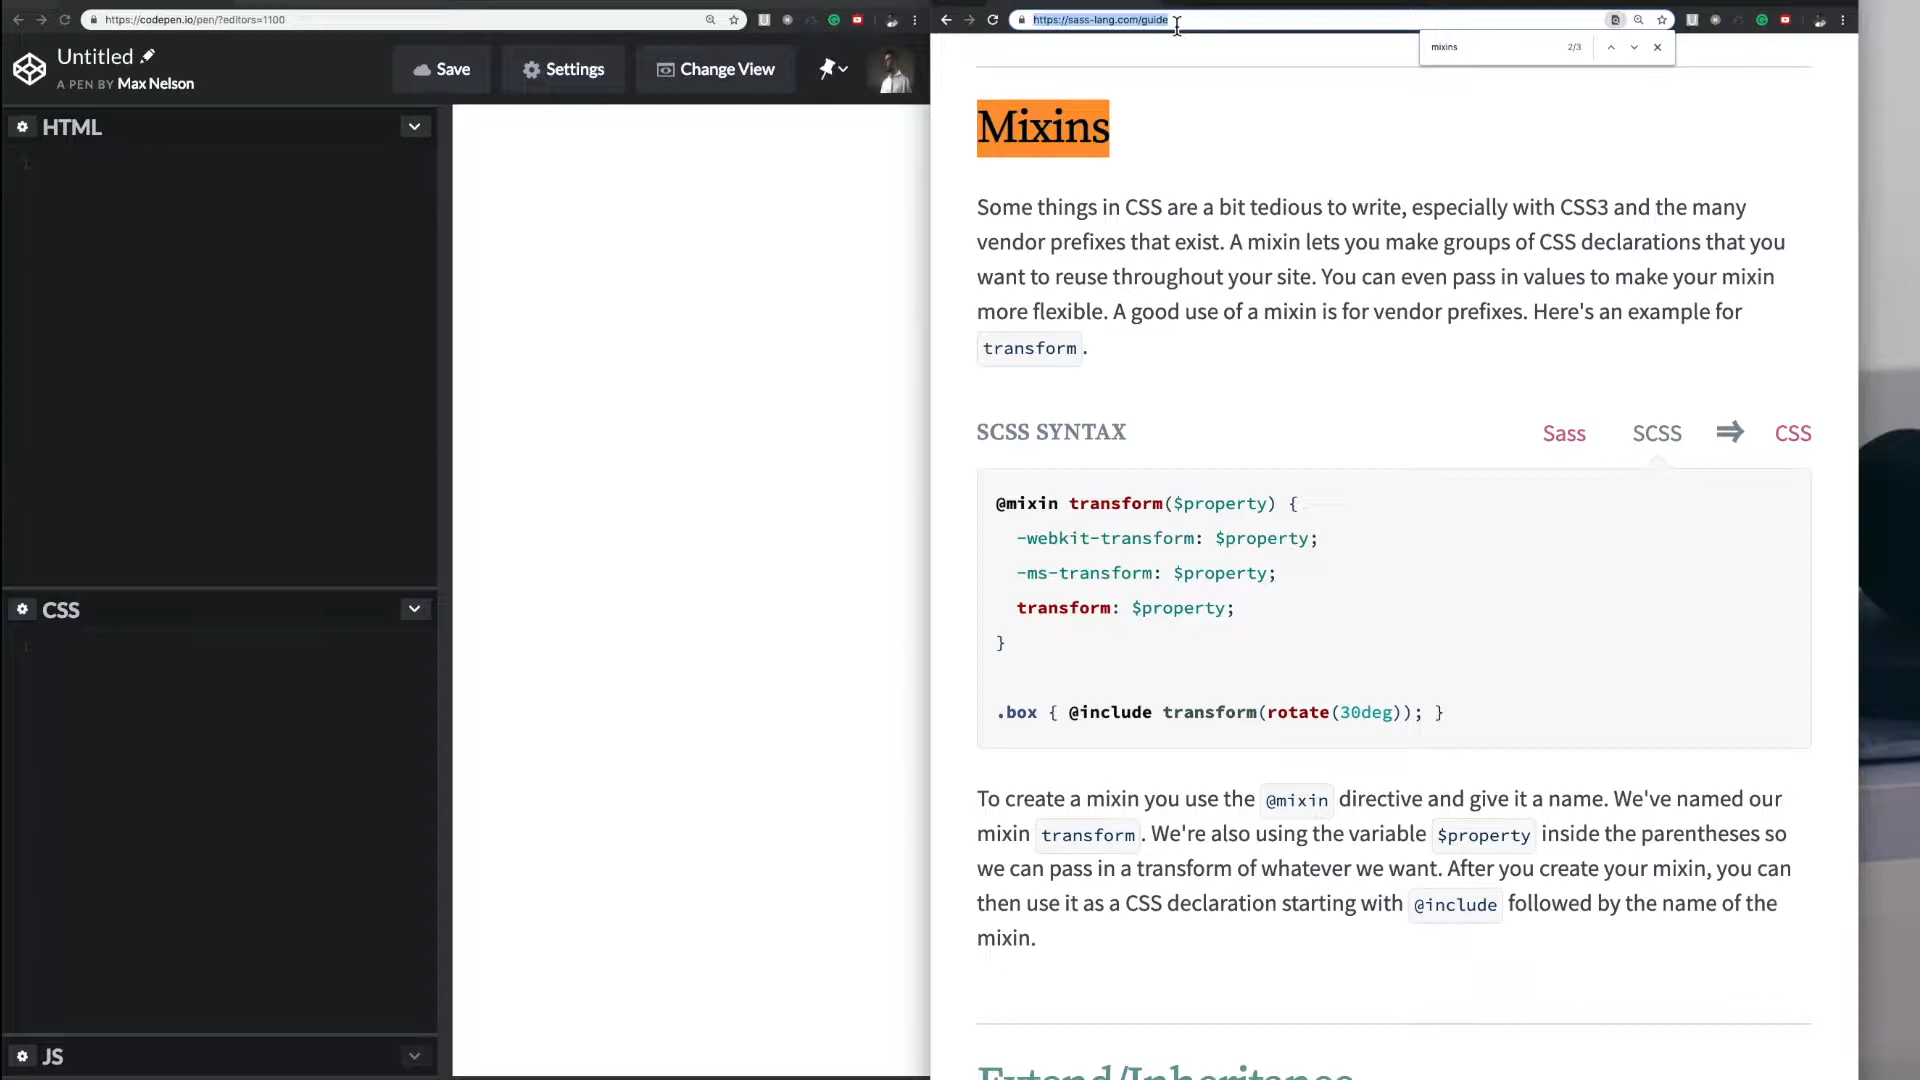 https://codepen.io/pen/?editors=1100
Untitled
A PEN BY Max Nelson
Save
Settings
Change View
HTML
1
CSS
1
JS
https://sass-lang.com/guide
mixins
2/3
Mixins
Some things in CSS are a bit tedious to write, especially with CSS3 and the many
vendor prefixes that exist. A mixin lets you make groups of CSS declarations that you
want to reuse throughout your site. You can even pass in values to make your mixin
more flexible. A good use of a mixin is for vendor prefixes. Here's an example for
transform.
SCSS SYNTAX
Sass SCSS CSS
@mixin transform($property) {
-webkit-transform: $property;
-ms-transform: $property;
transform: $property;
}
.box { @include transform(rotate(30deg)); }
To create a mixin you use the @mixin directive and give it a name. We've named our
mixin transform. We're also using the variable $property inside the parentheses so
we can pass in a transform of whatever we want. After you create your mixin, you can
then use it as a CSS declaration starting with @include followed by the name of the
mixin.
Extend/Inheritance